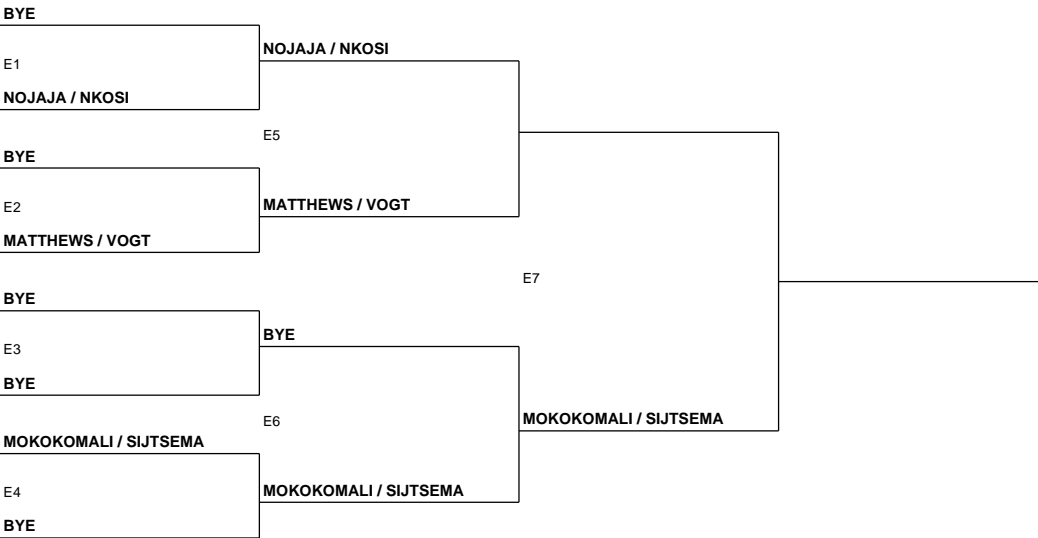 BYE
NOJAJA / NKOSI
E1
NOJAJA / NKOSI
E5
BYE
MATTHEWS / VOGT
E2
MATTHEWS / VOGT
E7
BYE
BYE
E3
BYE
MOKOKOMALI / SIJTSEMA
E6
MOKOKOMALI / SIJTSEMA
MOKOKOMALI / SIJTSEMA
E4
BYE